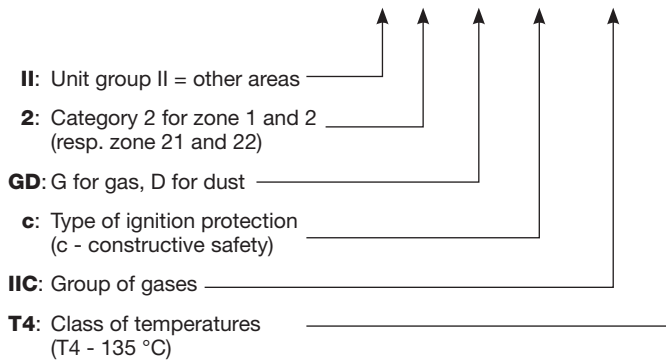 II: Unit group II = other areas
2: Category 2 for zone 1 and 2
(resp. zone 21 and 22)
GD: G for gas, D for dust
c: Type of ignition protection
(c - constructive safety)
IIC: Group of gases
T4: Class of temperatures
(T4 - 135 °C)